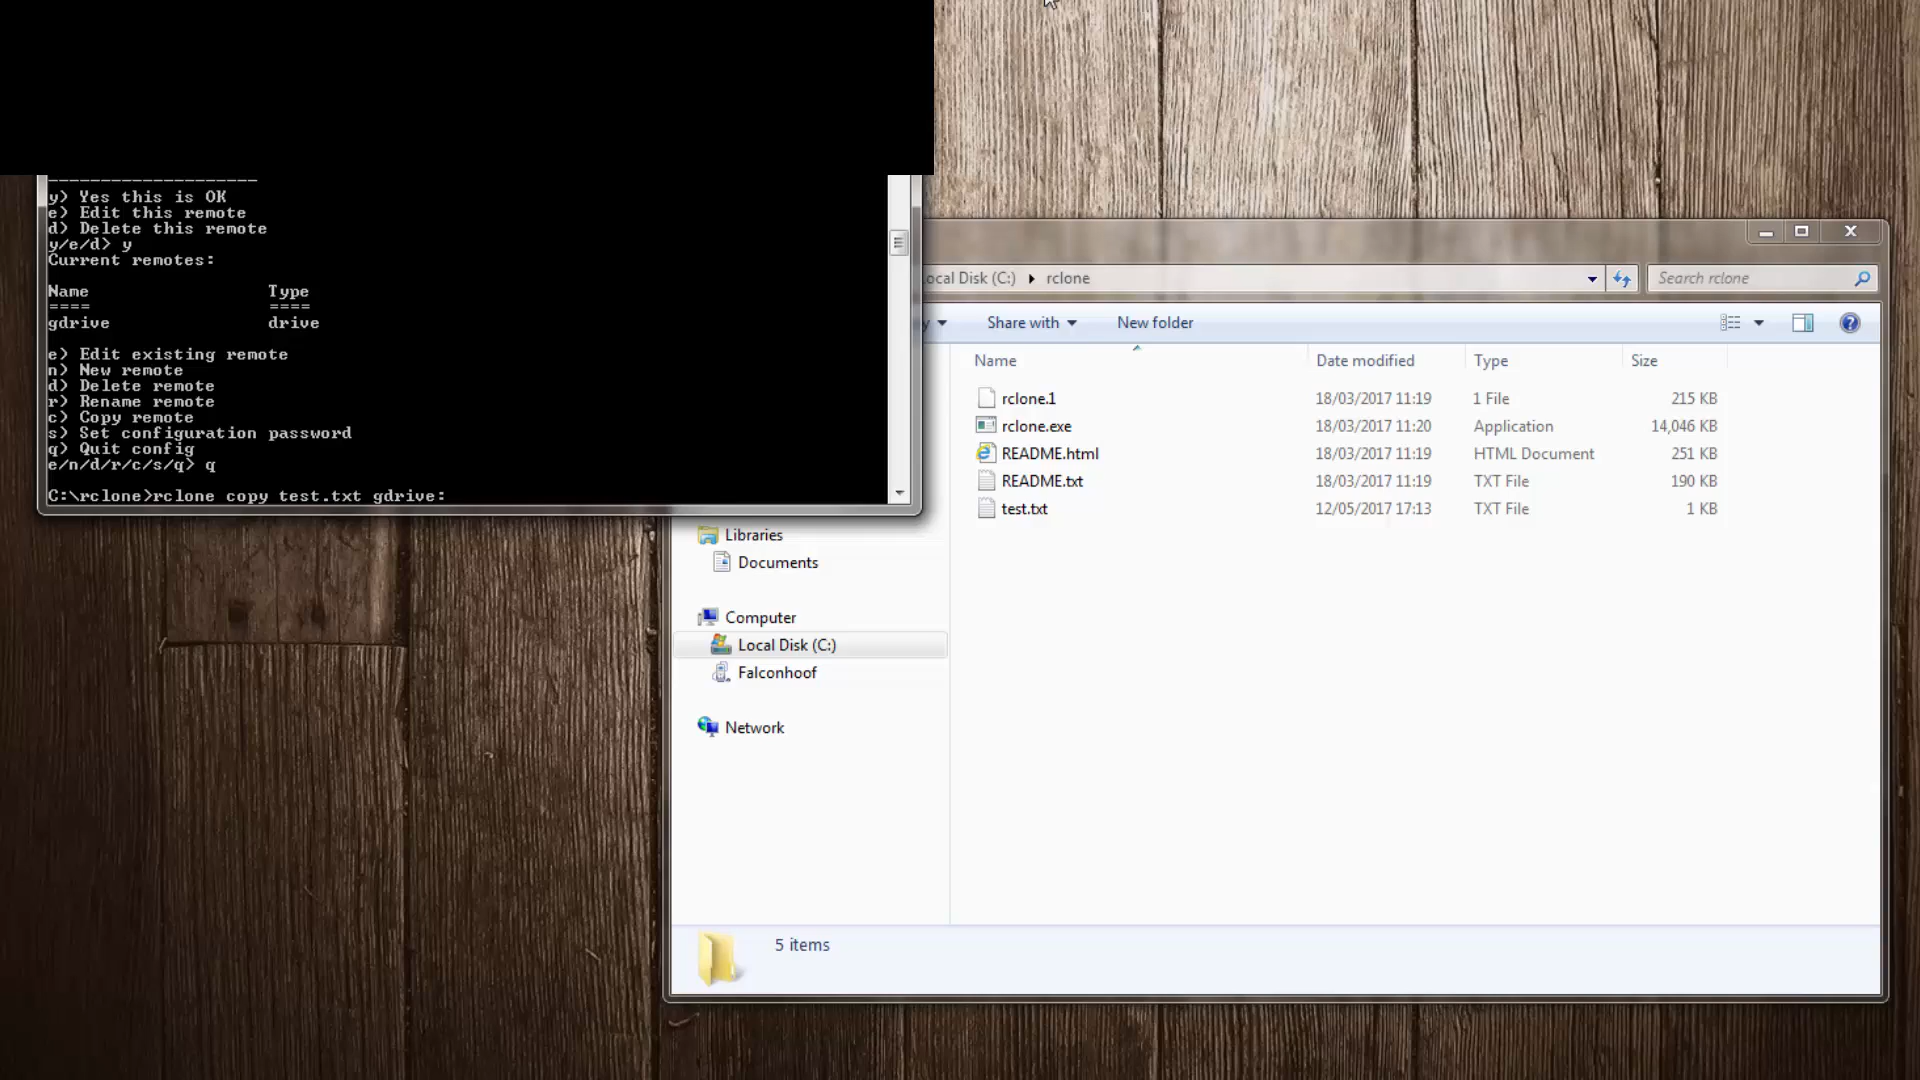 --------------------
y) Yes this is OK
e) Edit this remote
d) Delete this remote
y/e/d> y
Current remotes:
Name                 Type
====                 ====
gdrive               drive
e) Edit existing remote
n) New remote
d) Delete remote
r) Rename remote
c) Copy remote
s) Set configuration password
q) Quit config
e/n/d/r/c/s/q> q
C:\rclone>rclone copy test.txt gdrive:
ocal Disk (C:) rclone
Search rclone
y Share with New folder
Name Date modified Type Size
rclone.1 18/03/2017 11:19 1 File 215 KB
rclone.exe 18/03/2017 11:20 Application 14,046 KB
README.html 18/03/2017 11:19 HTML Document 251 KB
README.txt 18/03/2017 11:19 TXT File 190 KB
test.txt 12/05/2017 17:13 TXT File 1 KB
Libraries
Documents
Computer
Local Disk (C:)
Falconhoof
Network
5 items